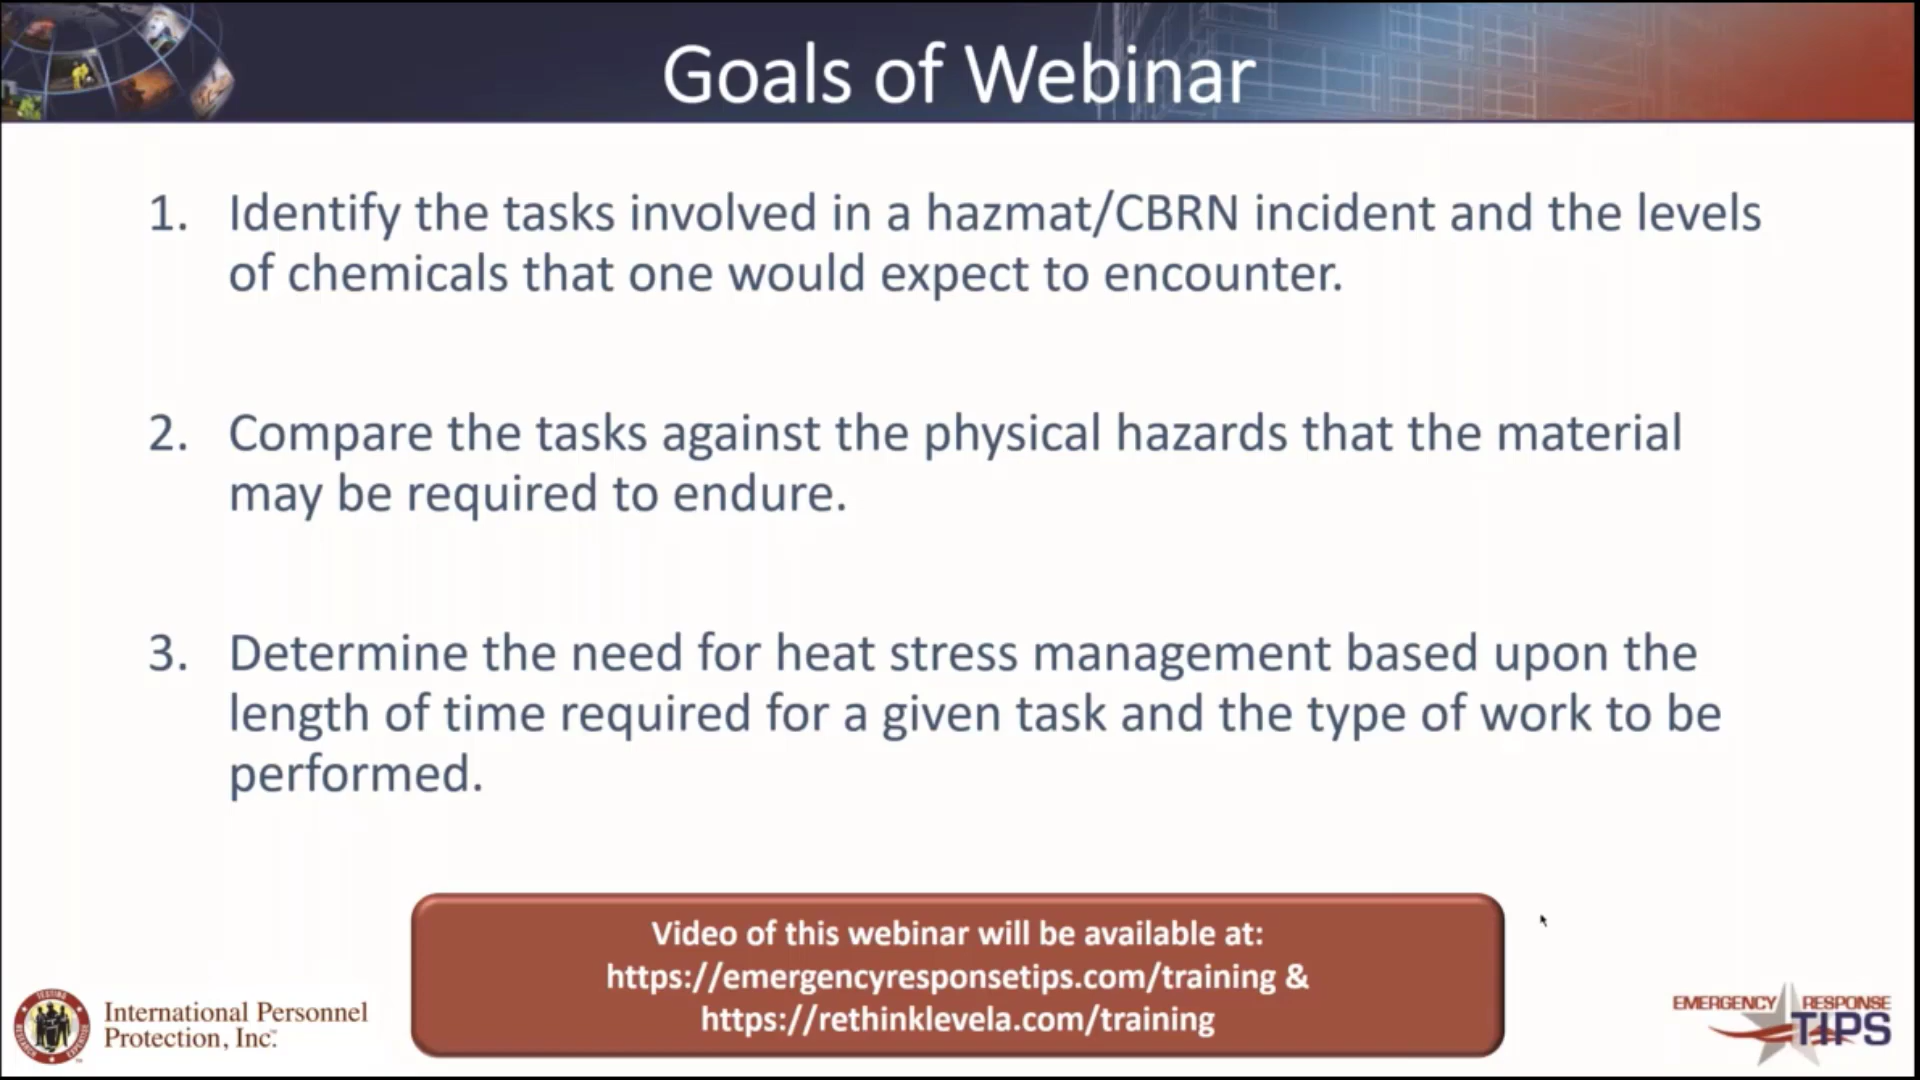 Goals of Webinar
1. Identify the tasks involved in a hazmat/CBRN incident and the levels
of chemicals that one would expect to encounter.
2. Compare the tasks against the physical hazards that the material
may be required to endure.
3. Determine the need for heat stress management based upon the
length of time required for a given task and the type of work to be
performed.
Video of this webinar will be available at:
https://emergencyresponsetips.com/training &
https://rethinklevela.com/training
TESTING
RESEARCH
EXPERTISE
International Personnel
Protection, Inc.
EMERGENCY RESPONSE
TIPS